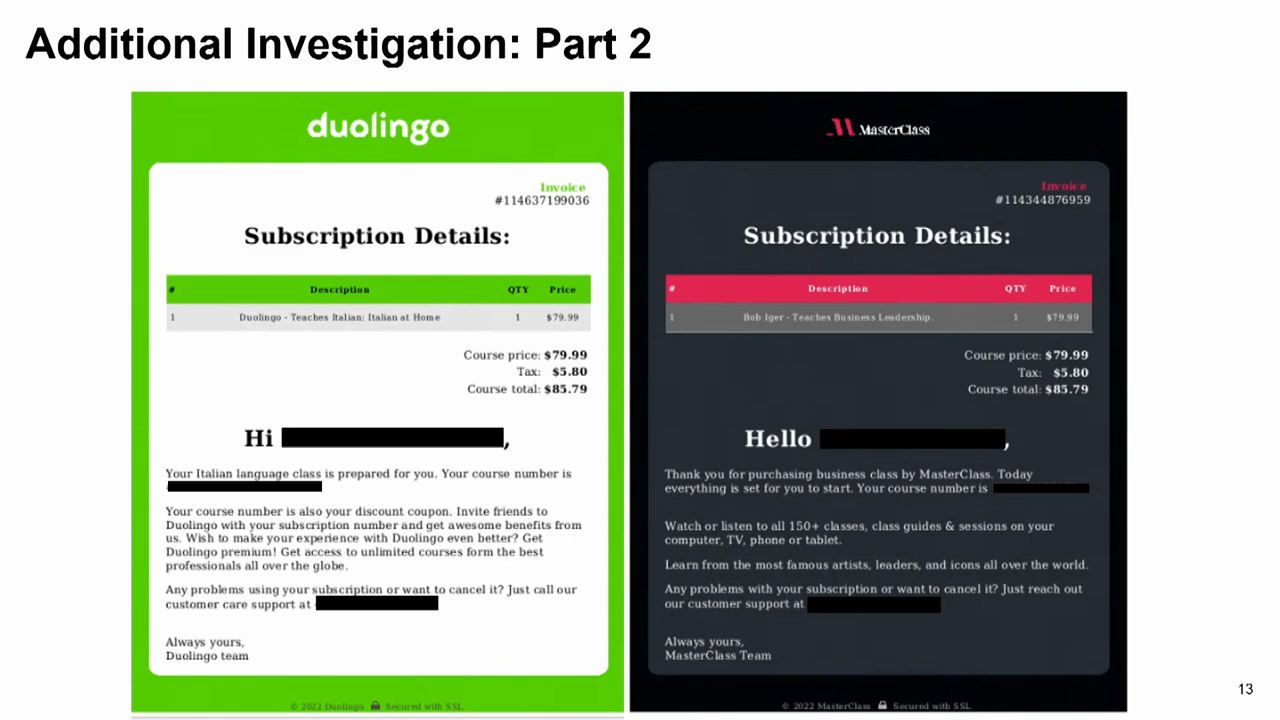 Additional Investigation: Part 2
duolingo
Invoice
#114637199036
Subscription Details:
# Description QTY Price
1 Duolingo - Teaches Italian: Italian at Home 1 $79.99
Course price: $79.99
Tax: $5.80
Course total: $85.79
Hi ,
Your Italian language class is prepared for you. Your course number is
Your course number is also your discount coupon. Invite friends to
Duolingo with your subscription number and get awesome benefits from
us. Wish to make your experience with Duolingo even better? Get
Duolingo premium! Get access to unlimited courses form the best
professionals all over the globe.
Any problems using your subscription or want to cancel it? Just call our
customer care support at
Always yours,
Duolingo team
© 2022 Duolingo Secured with SSL
MasterClass
Invoice
#114344876959
Subscription Details:
# Description QTY Price
1 Bob Iger - Teaches Business Leadership. 1 $79.99
Course price: $79.99
Tax: $5.80
Course total: $85.79
Hello ,
Thank you for purchasing business class by MasterClass. Today
everything is set for you to start. Your course number is
Watch or listen to all 150+ classes, class guides & sessions on your
computer, TV, phone or tablet.
Learn from the most famous artists, leaders, and icons all over the world.
Any problems with your subscription or want to cancel it? Just reach out
our customer support at
Always yours,
MasterClass Team
© 2022 MasterClass Secured with SSL
13